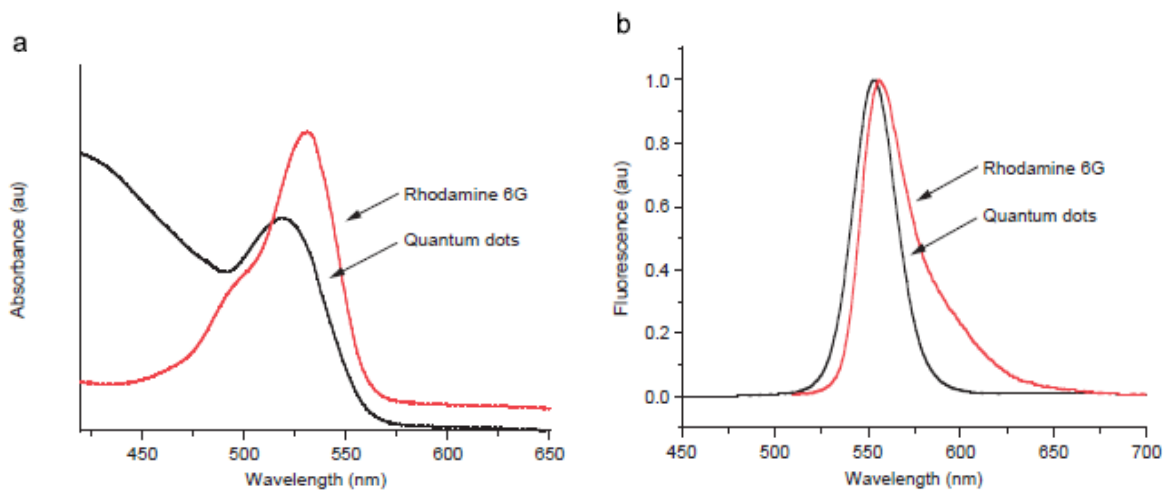 a
Absorbance (au)
Rhodamine 6G
Quantum dots
450 500 550 600 650
Wavelength (nm)
b
Fluorescence (au)
1.0
0.8
0.6
0.4
0.2
0.0
Rhodamine 6G
Quantum dots
450 500 550 600 650 700
Wavelength (nm)